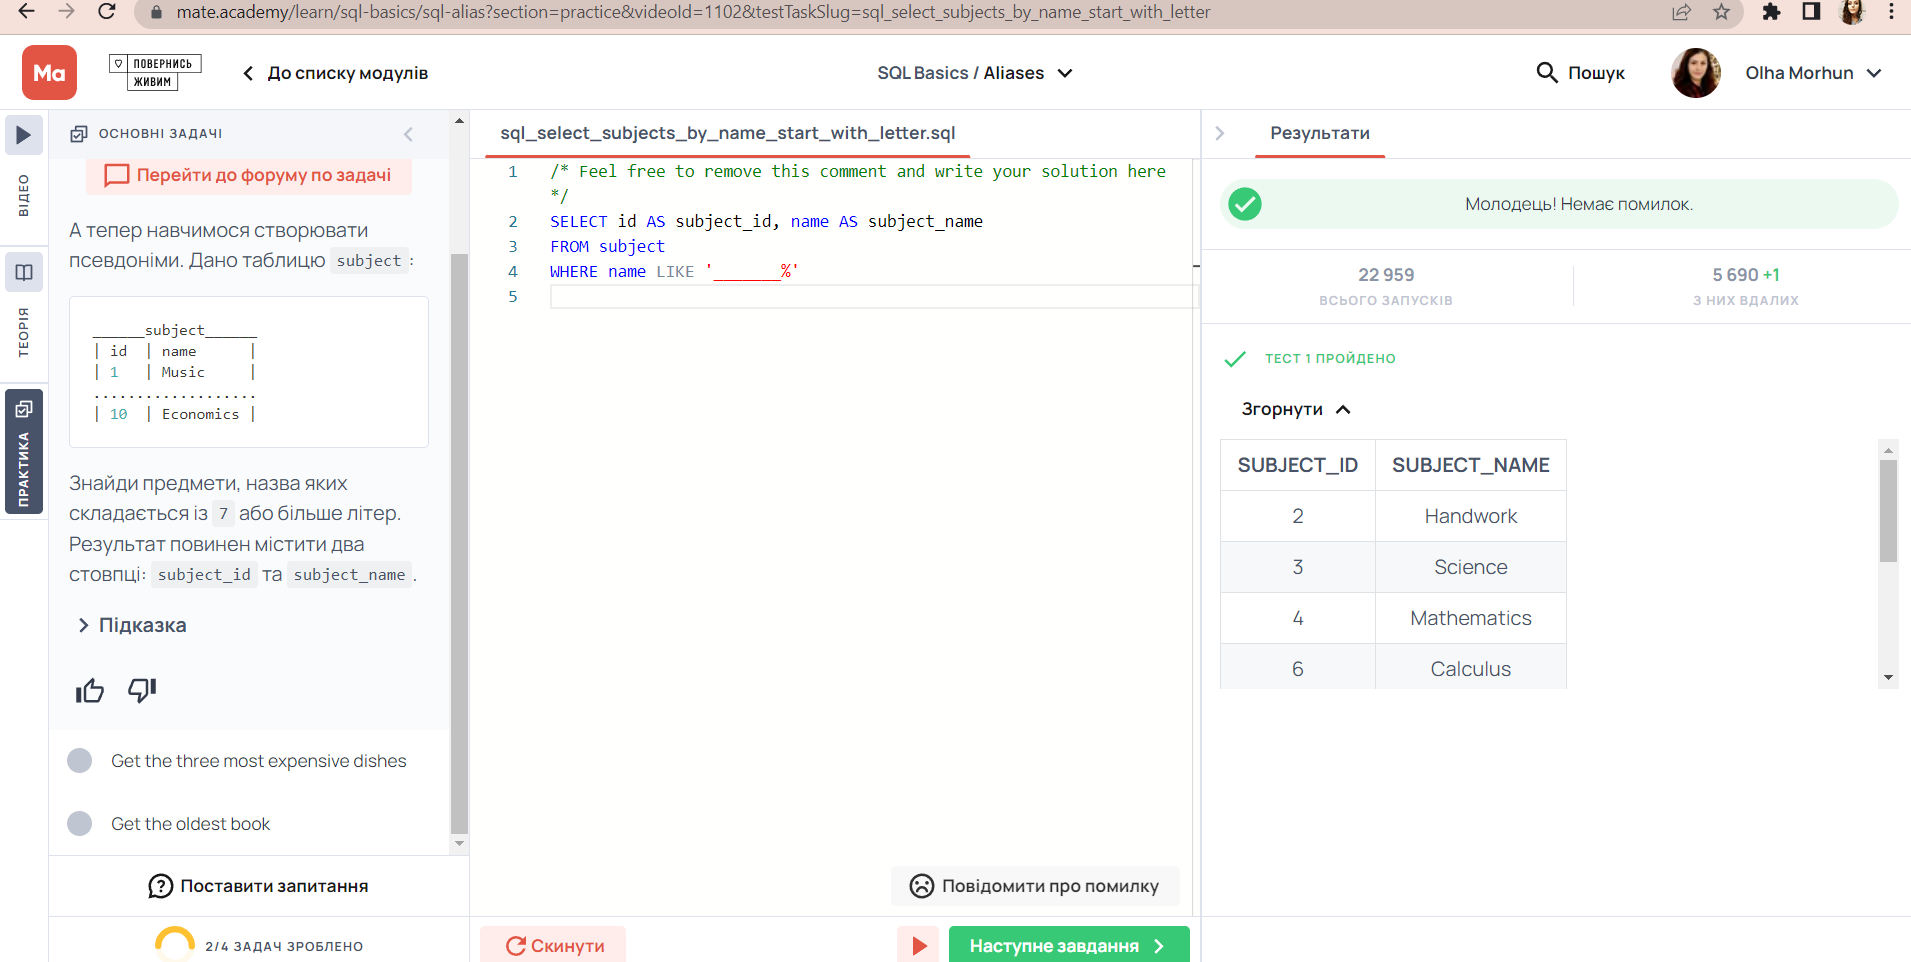 mate.academy/learn/sql-basics/sql-alias?section=practice&videoId=1102&testTaskSlug=sql_select_subjects_by_name_start_with_letter
Ma
ПОВЕРНИСЬ
ЖИВИМ
До списку модулів
SQL Basics / Aliases
Пошук
Olha Morhun
ВІДЕО
ТЕОРІЯ
ПРАКТИКА
ОСНОВНІ ЗАДАЧІ
Перейти до форуму по задачі
А тепер навчимося створювати
псевдоніми. Дано таблицю subject:
______subject______
| id | name |
| 1 | Music |
...................
| 10 | Economics |
Знайди предмети, назва яких
складається із 7 або більше літер.
Результат повинен містити два
стовпці: subject_id та subject_name.
Підказка
Get the three most expensive dishes
Get the oldest book
Поставити запитання
2/4 ЗАДАЧ ЗРОБЛЕНО
sql_select_subjects_by_name_start_with_letter.sql
1 /* Feel free to remove this comment and write your solution here
*/
2 SELECT id AS subject_id, name AS subject_name
3 FROM subject
4 WHERE name LIKE '_______%'
5
Повідомити про помилку
Скинути
Наступне завдання
Результати
Молодець! Немає помилок.
22 959
ВСЬОГО ЗАПУСКІВ
5 690 +1
З НИХ ВДАЛИХ
ТЕСТ 1 ПРОЙДЕНО
Згорнути
SUBJECT_ID SUBJECT_NAME
2 Handwork
3 Science
4 Mathematics
6 Calculus